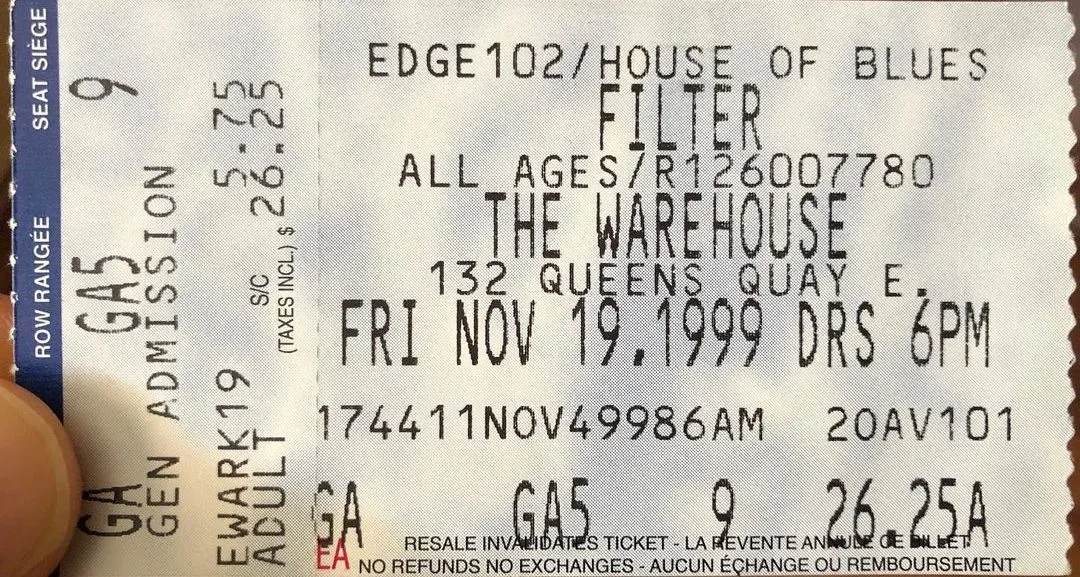 SEAT SIÈGE
ROW RANGÉE
9
GA5
GA
GEN ADMISSION
5.75
S/C
EWARK19
(TAXES INCL.) $ 26.25
ADULT
EDGE102/HOUSE OF BLUES
FILTER
ALL AGES/R126007780
THE WAREHOUSE
132 QUEENS QUAY E.
FRI NOV 19.1999 DRS 6PM
174411NOV49986AM 20AV101
GA GA5 9 26.25A
EA
RESALE INVALIDATES TICKET - LA REVENTE ANNULE CE BILLET
NO REFUNDS NO EXCHANGES - AUCUN ÉCHANGE OU REMBOURSEMENT